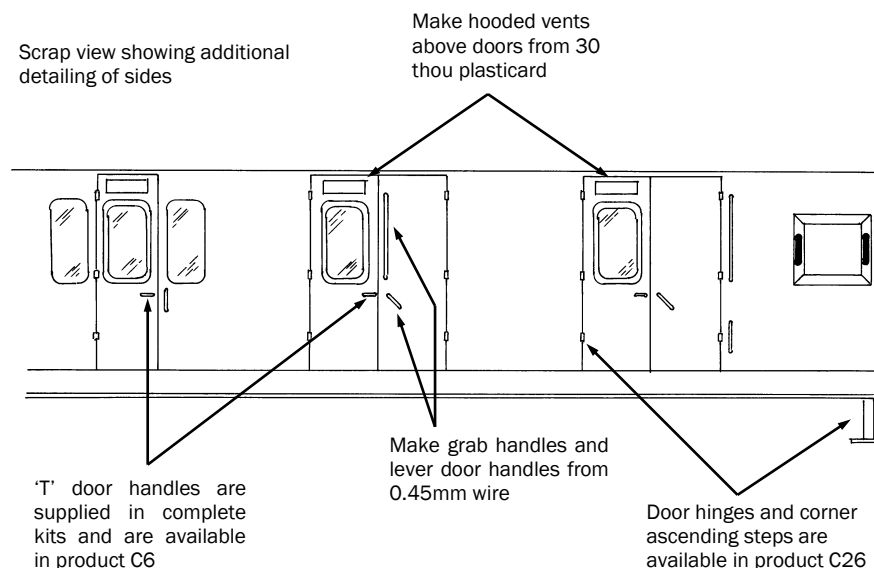 Scrap view showing additional
detailing of sides
Make hooded vents
above doors from 30
thou plasticard
Make grab handles and
lever door handles from
0.45mm wire
‘T’ door handles are
supplied in complete
kits and are available
in product C6
Door hinges and corner
ascending steps are
available in product C26